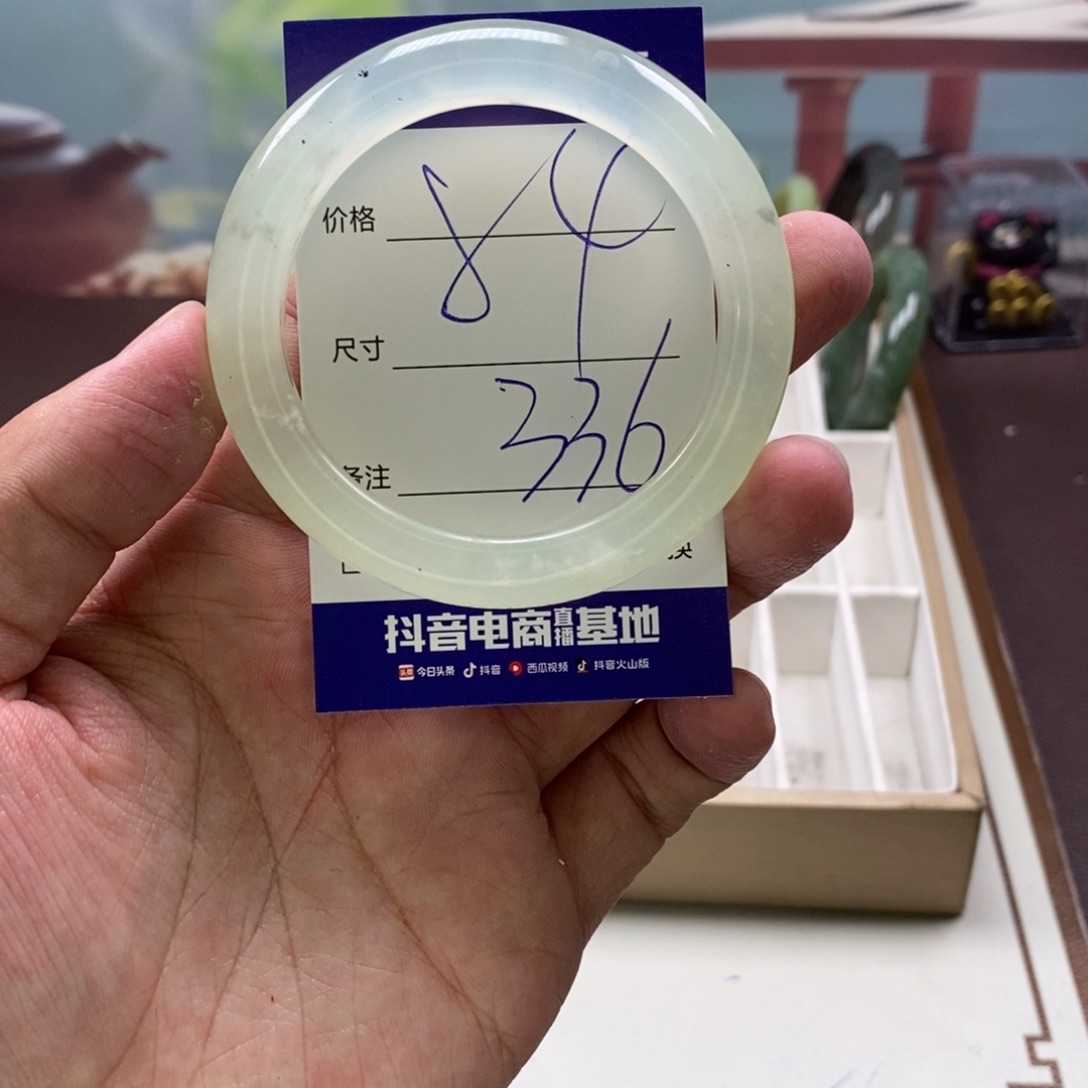 价格 84
尺寸
336
备注
换
抖音电商直播基地
今日头条 抖音 西瓜视频 抖音火山版